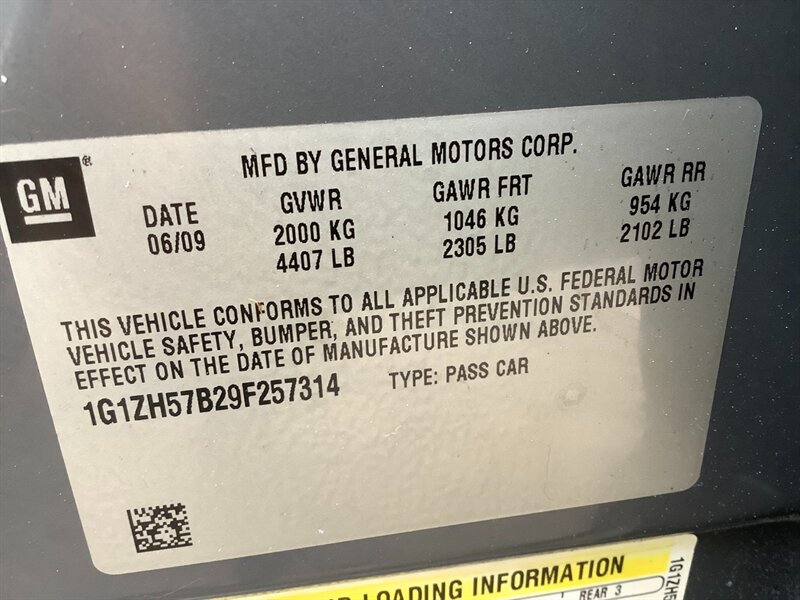 GM ®
MFD BY GENERAL MOTORS CORP.
DATE GVWR GAWR FRT GAWR RR
06/09 2000 KG 1046 KG 954 KG
4407 LB 2305 LB 2102 LB
THIS VEHICLE CONFORMS TO ALL APPLICABLE U.S. FEDERAL MOTOR
VEHICLE SAFETY, BUMPER, AND THEFT PREVENTION STANDARDS IN
EFFECT ON THE DATE OF MANUFACTURE SHOWN ABOVE.
1G1ZH57B29F257314 TYPE: PASS CAR
LOADING INFORMATION
REAR 3
1G1ZH5